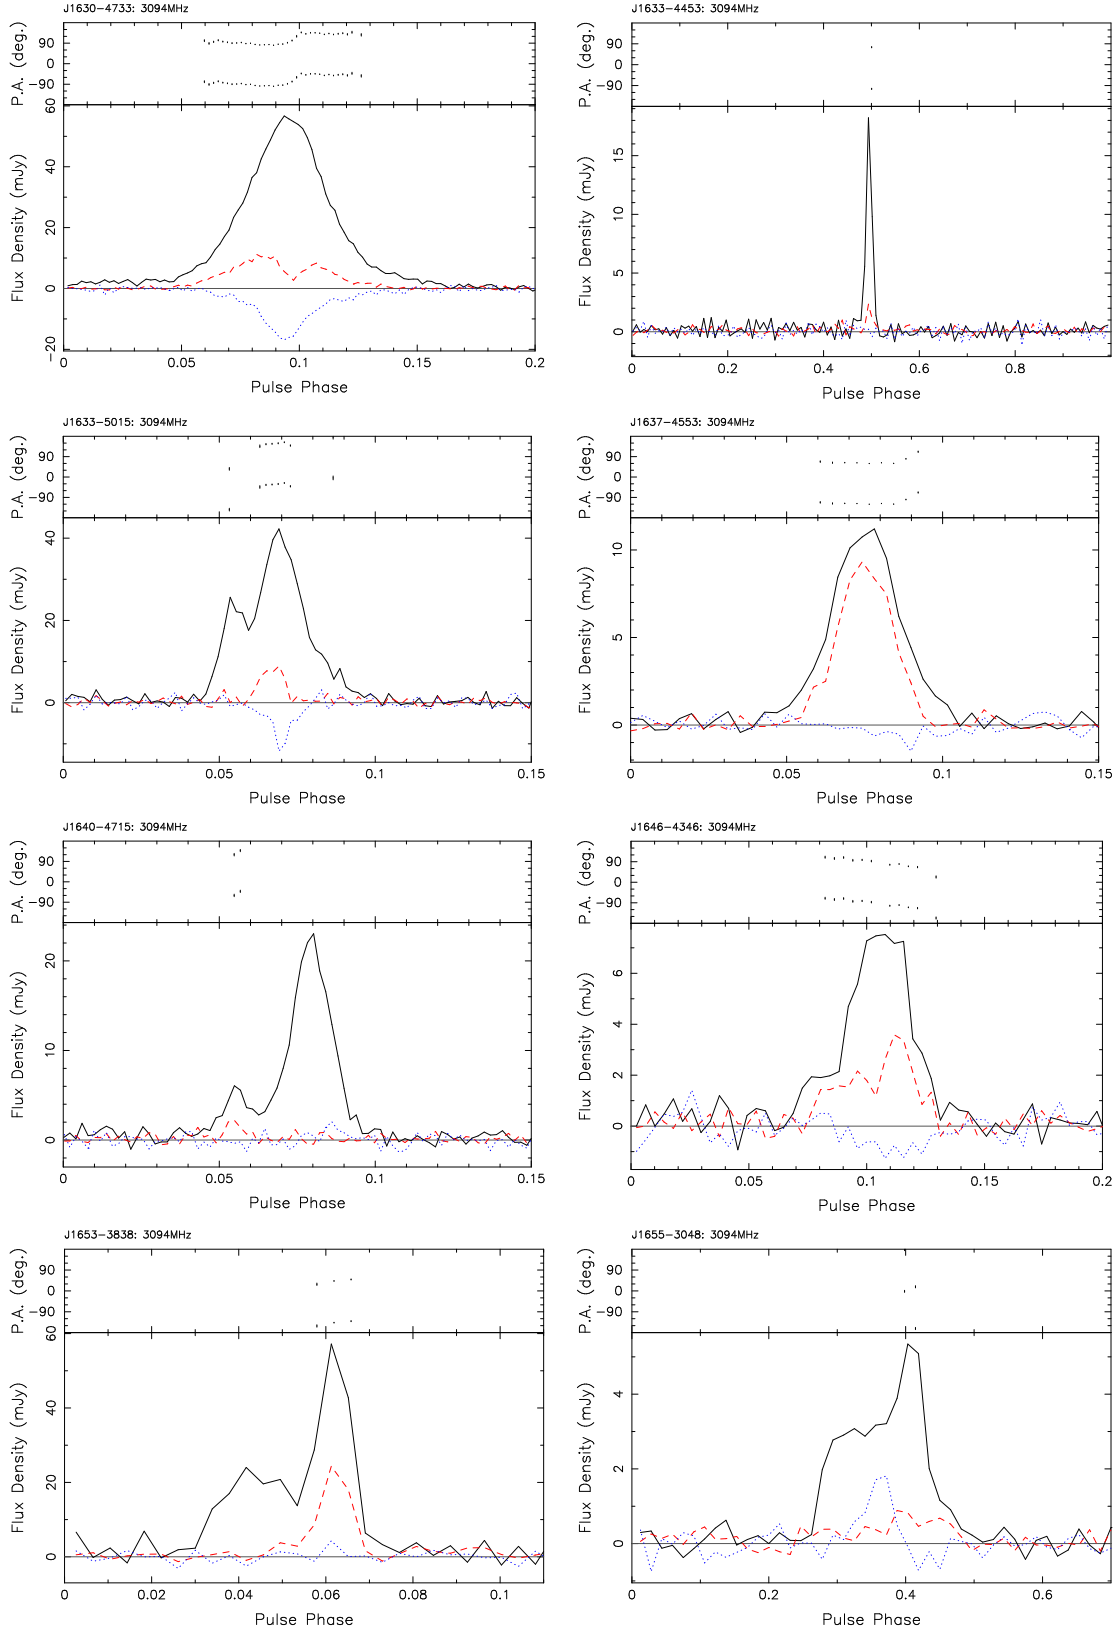 J1630−4733: 3094MHz
P.A. (deg.)
90
0
−90
Flux Density (mJy)
60
40
20
0
−20
0 0.05 0.1 0.15 0.2
Pulse Phase
J1633−4453: 3094MHz
P.A. (deg.)
90
0
−90
Flux Density (mJy)
15
10
5
0
0.2 0.4 0.6 0.8
Pulse Phase
J1633−5015: 3094MHz
P.A. (deg.)
90
0
−90
Flux Density (mJy)
40
20
0
0 0.05 0.1 0.15
Pulse Phase
J1637−4553: 3094MHz
P.A. (deg.)
90
0
−90
Flux Density (mJy)
10
5
0
0 0.05 0.1 0.15
Pulse Phase
J1640−4715: 3094MHz
P.A. (deg.)
90
0
−90
Flux Density (mJy)
20
10
0
0 0.05 0.1 0.15
Pulse Phase
J1646−4346: 3094MHz
P.A. (deg.)
90
0
−90
Flux Density (mJy)
6
4
2
0
0 0.05 0.1 0.15 0.2
Pulse Phase
J1653−3838: 3094MHz
P.A. (deg.)
90
0
−90
Flux Density (mJy)
60
40
20
0
0 0.02 0.04 0.06 0.08 0.1
Pulse Phase
J1655−3048: 3094MHz
P.A. (deg.)
90
0
−90
Flux Density (mJy)
4
2
0
0 0.2 0.4 0.6
Pulse Phase